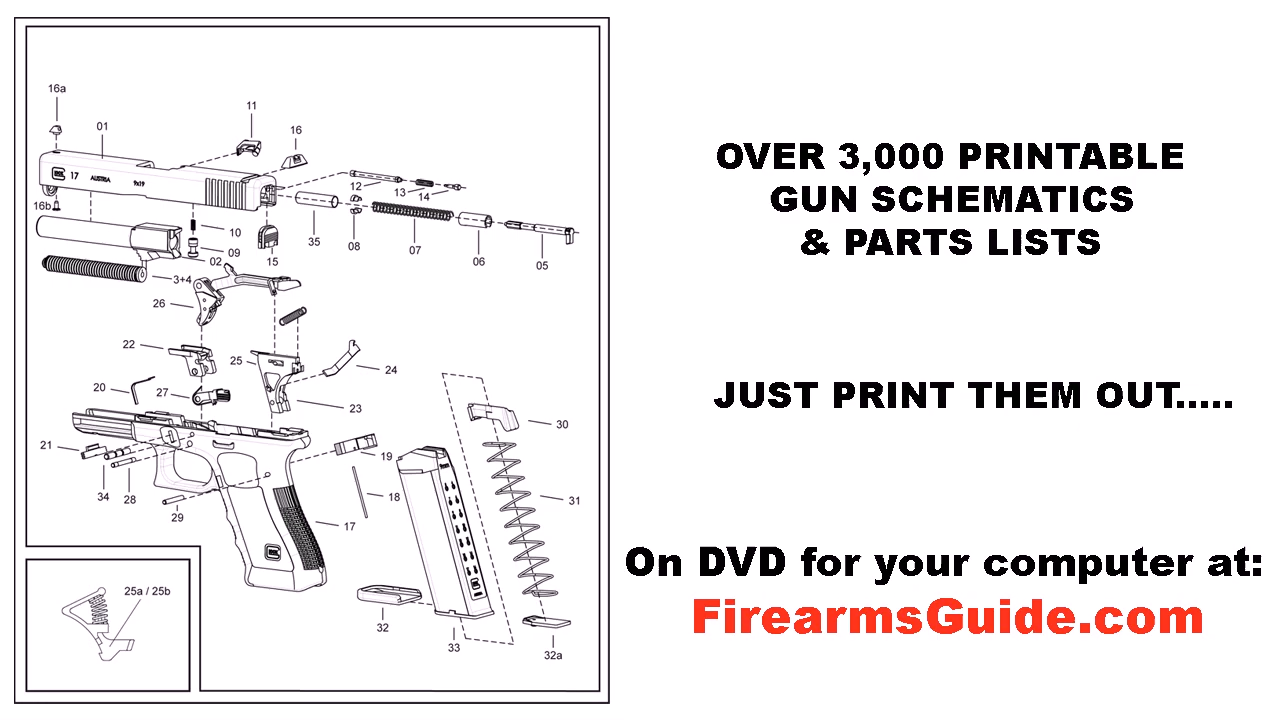 16a
01
11
16
17 AUSTRIA 9x19
12
13
14
16b
10
09
02
15
35
08
07
06
05
3+4
26
22
25
24
20
27
23
21
34
28
29
19
18
17
9mm
30
31
32
33
32a
25a / 25b
OVER 3,000 PRINTABLE
GUN SCHEMATICS
& PARTS LISTS
JUST PRINT THEM OUT.....
On DVD for your computer at:
FirearmsGuide.com